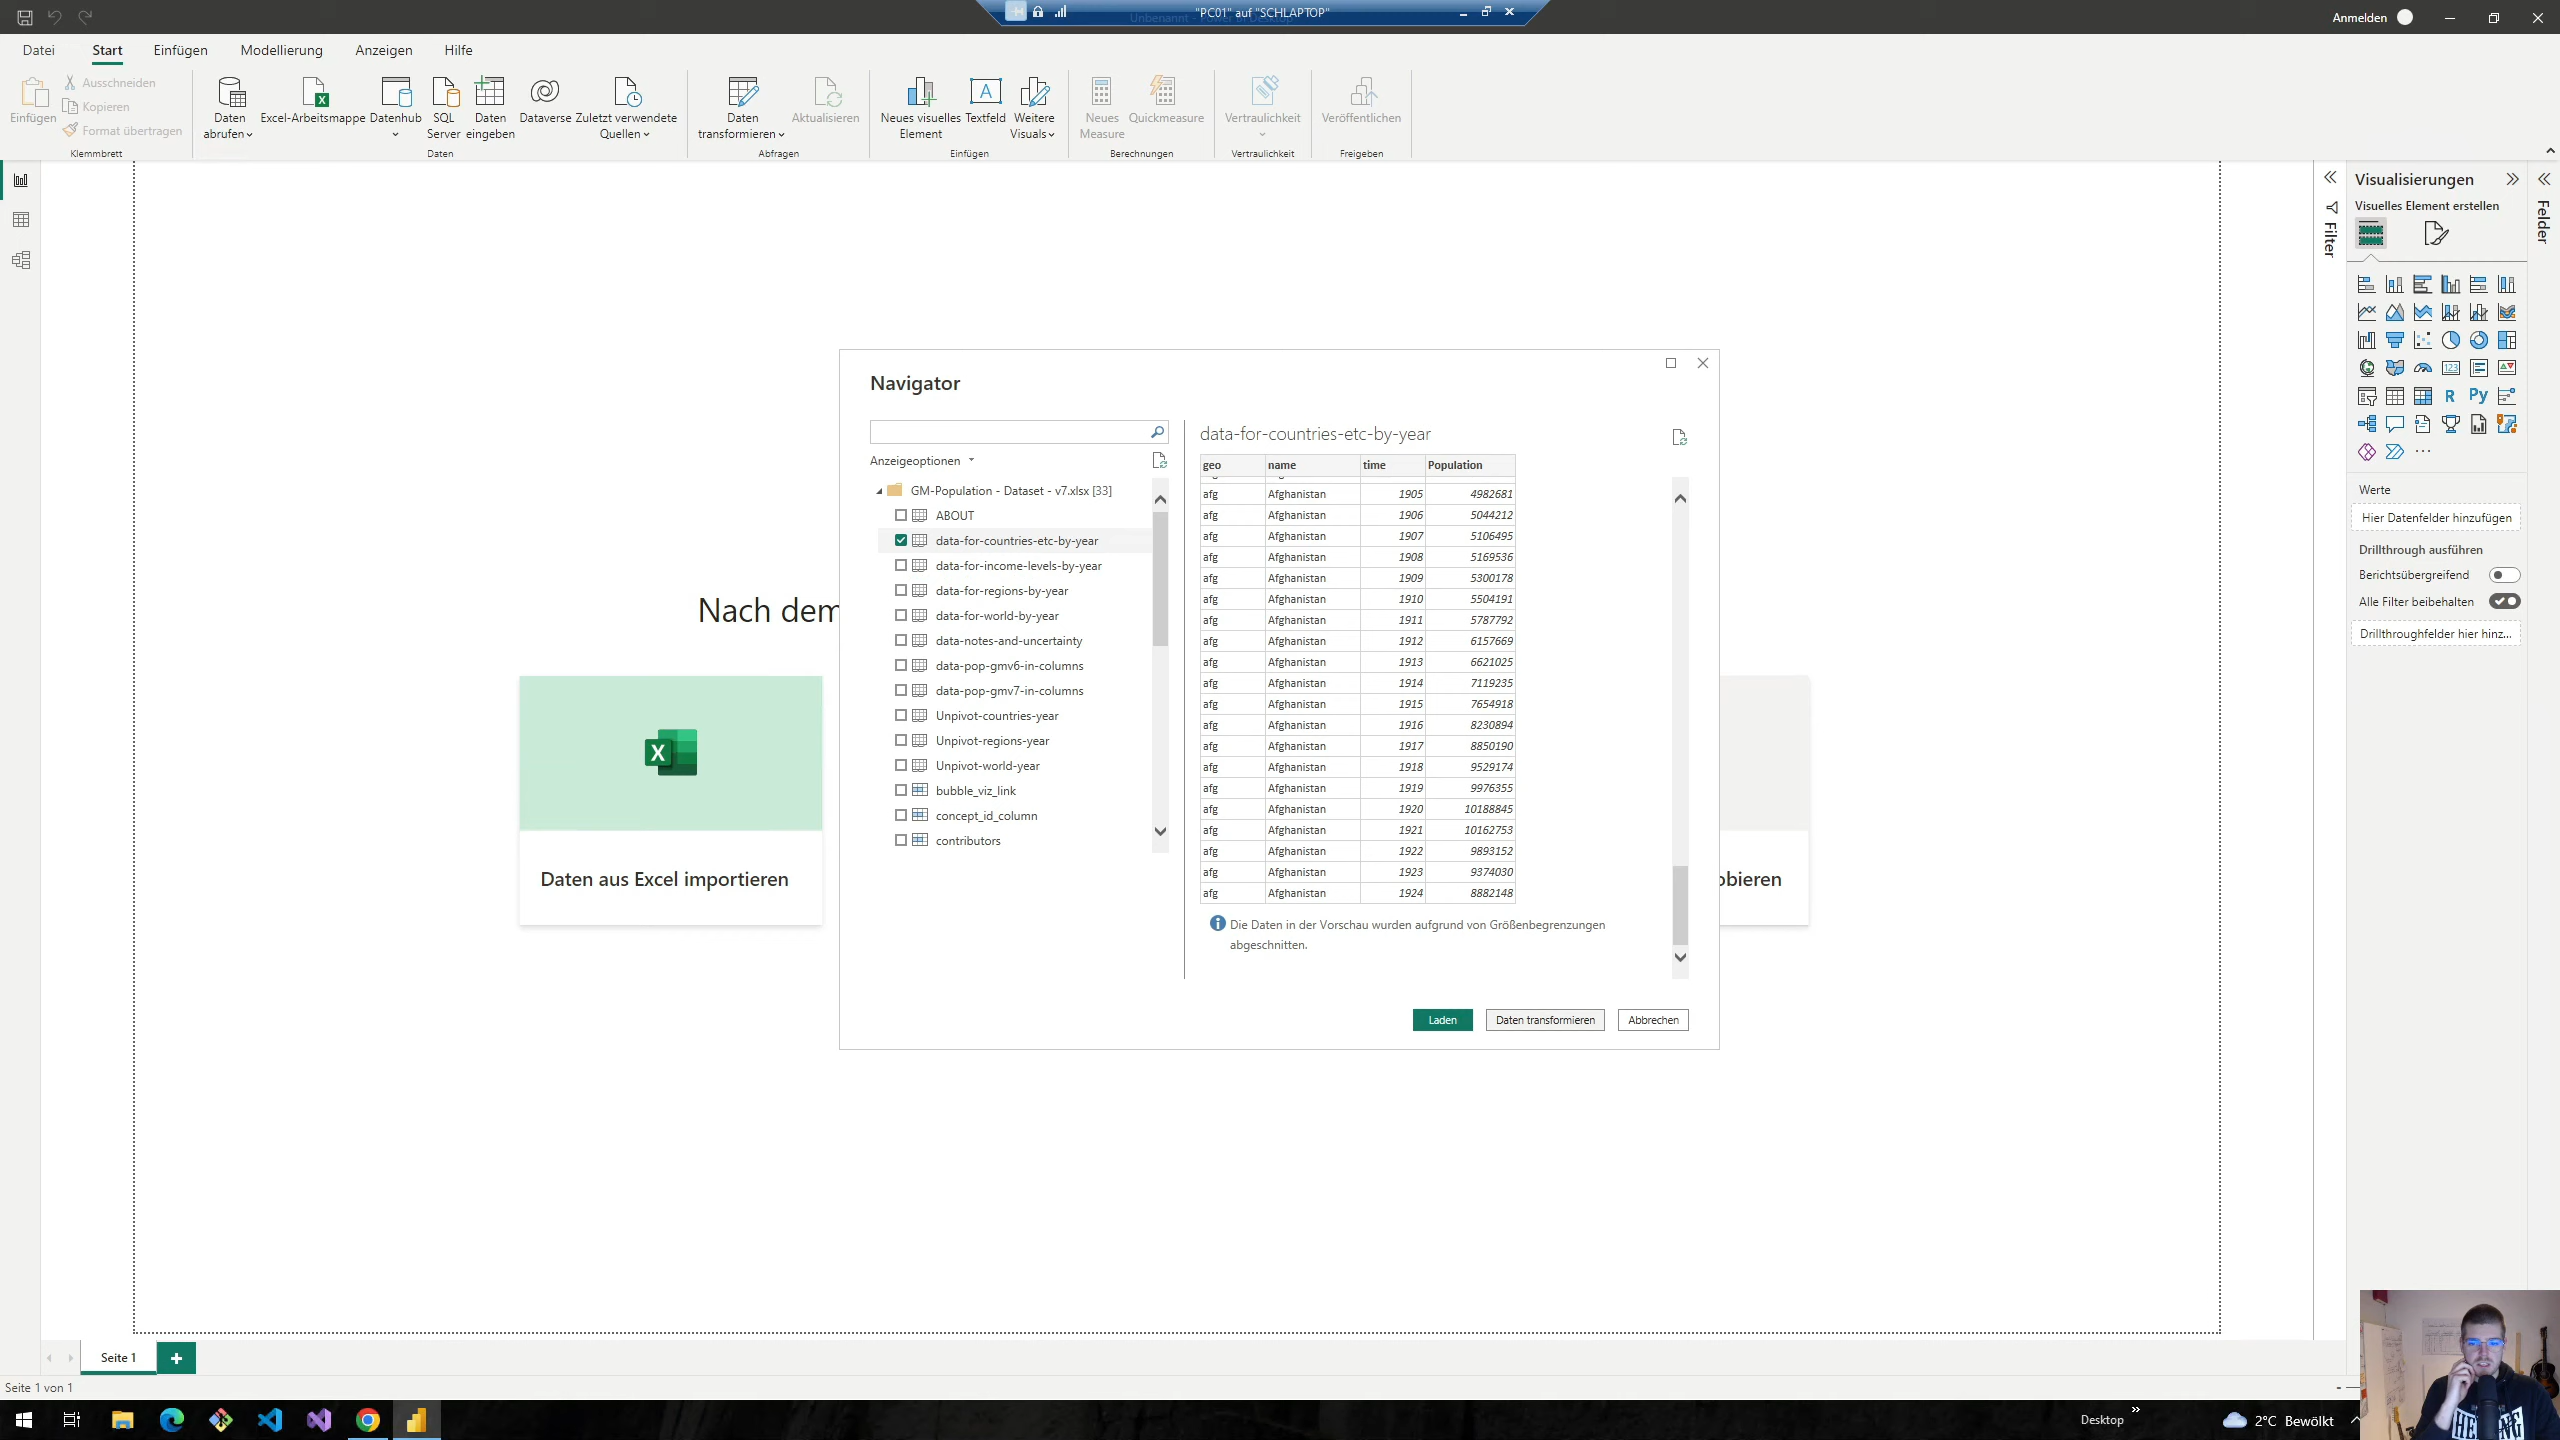 "PC01" auf "SCHLAPTOP"
Anmelden
Datei Start Einfügen Modellierung Anzeigen Hilfe
Einfügen
Ausschneiden
Kopieren
Format übertragen
Klemmbrett
Daten abrufen
Excel-Arbeitsmappe
Datenhub
SQL Server
Daten eingeben
Dataverse
Zuletzt verwendete Quellen
Daten
Daten transformieren
Aktualisieren
Abfragen
Neues visuelles Element
Textfeld
Weitere Visuals
Einfügen
Neues Measure
Quickmeasure
Berechnungen
Vertraulichkeit
Vertraulichkeit
Veröffentlichen
Freigeben
Nach dem
Daten aus Excel importieren
obieren
Navigator
Anzeigeoptionen
GM-Population - Dataset - v7.xlsx [33]
ABOUT
data-for-countries-etc-by-year
data-for-income-levels-by-year
data-for-regions-by-year
data-for-world-by-year
data-notes-and-uncertainty
data-pop-gmv6-in-columns
data-pop-gmv7-in-columns
Unpivot-countries-year
Unpivot-regions-year
Unpivot-world-year
bubble_viz_link
concept_id_column
contributors
data-for-countries-etc-by-year
geo name time Population
afg Afghanistan 1905 4982681
afg Afghanistan 1906 5044212
afg Afghanistan 1907 5106495
afg Afghanistan 1908 5169536
afg Afghanistan 1909 5300178
afg Afghanistan 1910 5504191
afg Afghanistan 1911 5787792
afg Afghanistan 1912 6157669
afg Afghanistan 1913 6621025
afg Afghanistan 1914 7119235
afg Afghanistan 1915 7654918
afg Afghanistan 1916 8230894
afg Afghanistan 1917 8850190
afg Afghanistan 1918 9529174
afg Afghanistan 1919 9976355
afg Afghanistan 1920 10188845
afg Afghanistan 1921 10162753
afg Afghanistan 1922 9893152
afg Afghanistan 1923 9374030
afg Afghanistan 1924 8882148
Die Daten in der Vorschau wurden aufgrund von Größenbegrenzungen
abgeschnitten.
Laden Daten transformieren Abbrechen
Filter
Visualisierungen
Visuelles Element erstellen
123
R Py
Werte
Hier Datenfelder hinzufügen
Drillthrough ausführen
Berichtsübergreifend
Alle Filter beibehalten
Drillthroughfelder hier hinz...
Felder
Seite 1
Seite 1 von 1
Desktop
2°C Bewölkt